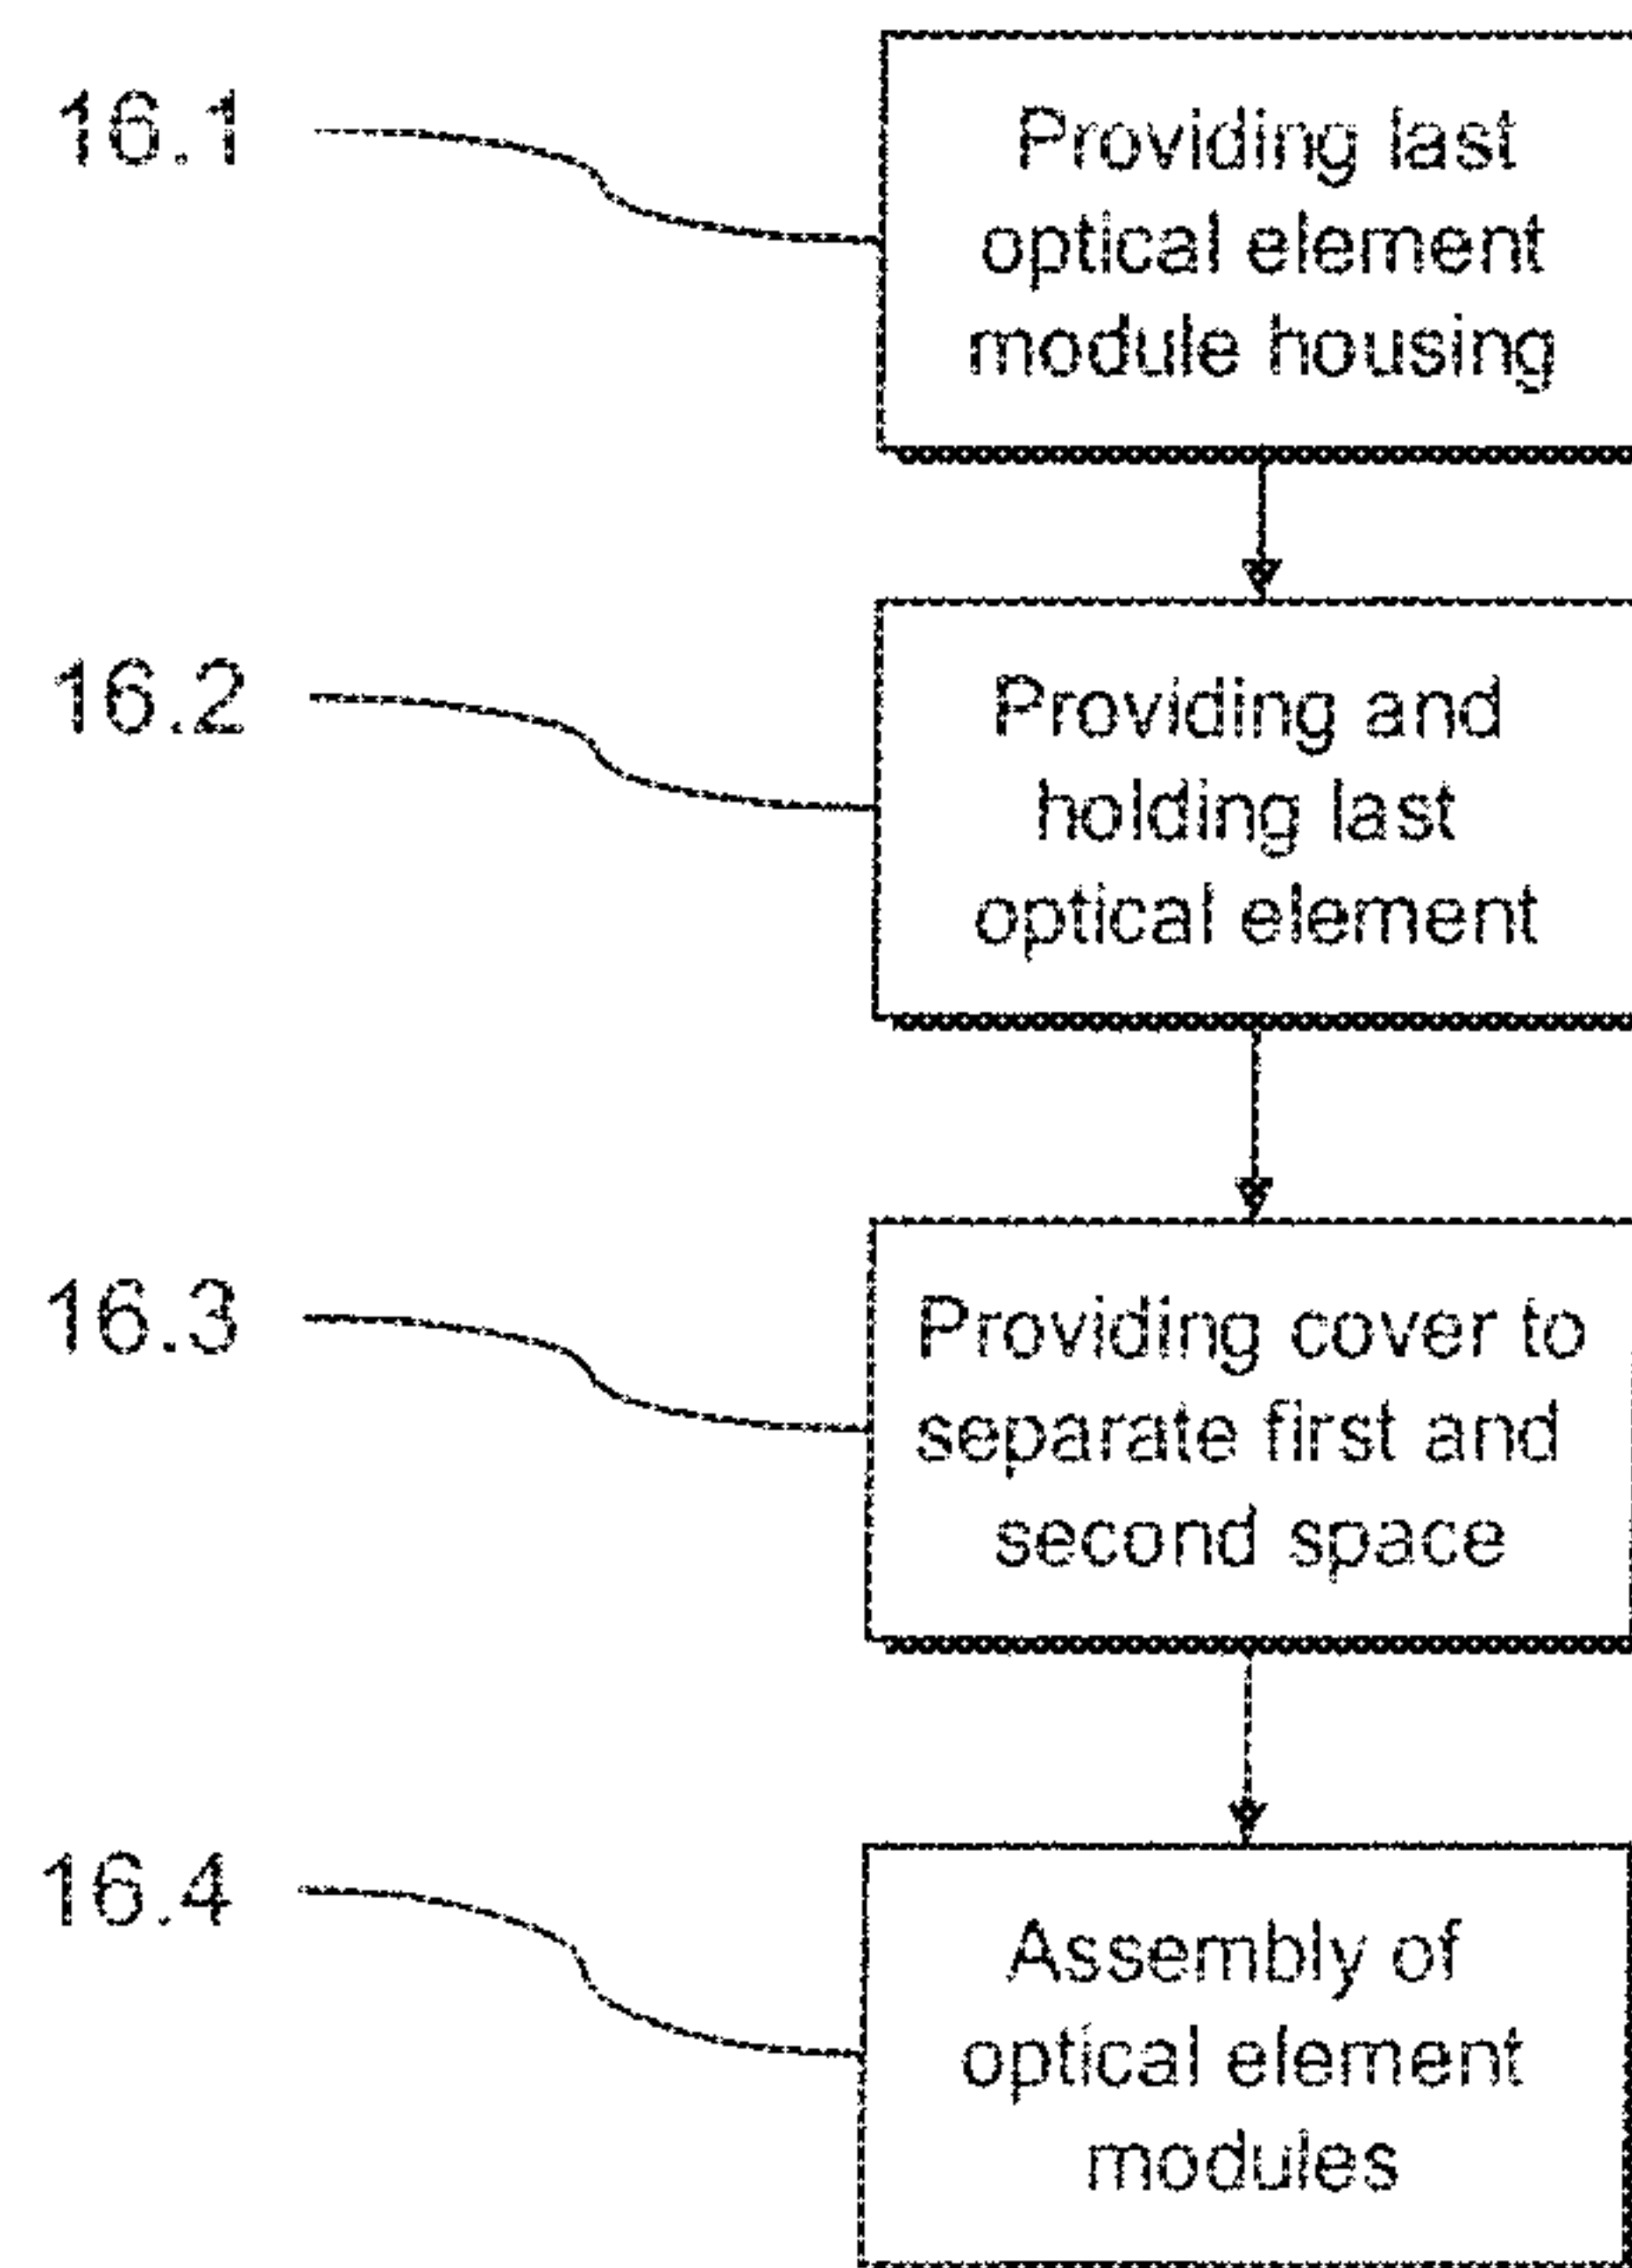 16.1
Providing last
optical element
module housing
16.2
Providing and
holding last
optical element
16.3
Providing cover to
separate first and
second space
16.4
Assembly of
optical element
modules